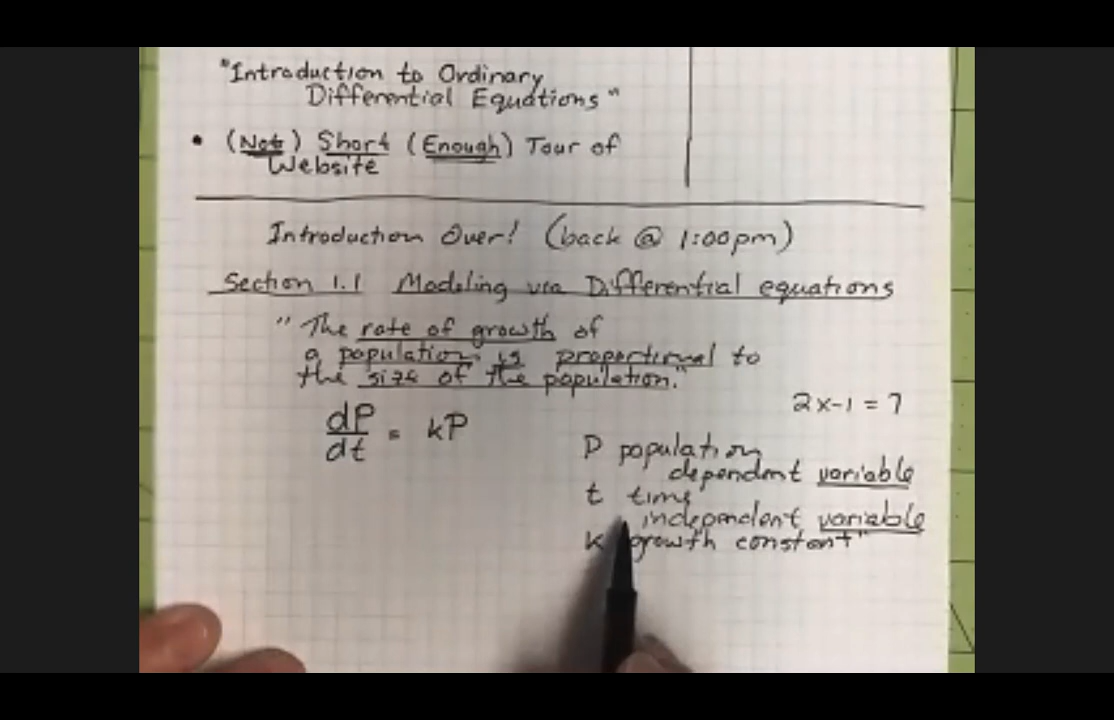 "Introduction to Ordinary
Differential Equations"
• (Not) Short (Enough) Tour of
Website
Introduction Over! (back @ 1:00pm)
Section 1.1 Modeling via Differential equations
"The rate of growth of
a population is proportional to
the size of the population."
2x-1 = 7
dP/dt = kP
P population
dependent variable
t time
independent variable
k growth constant"